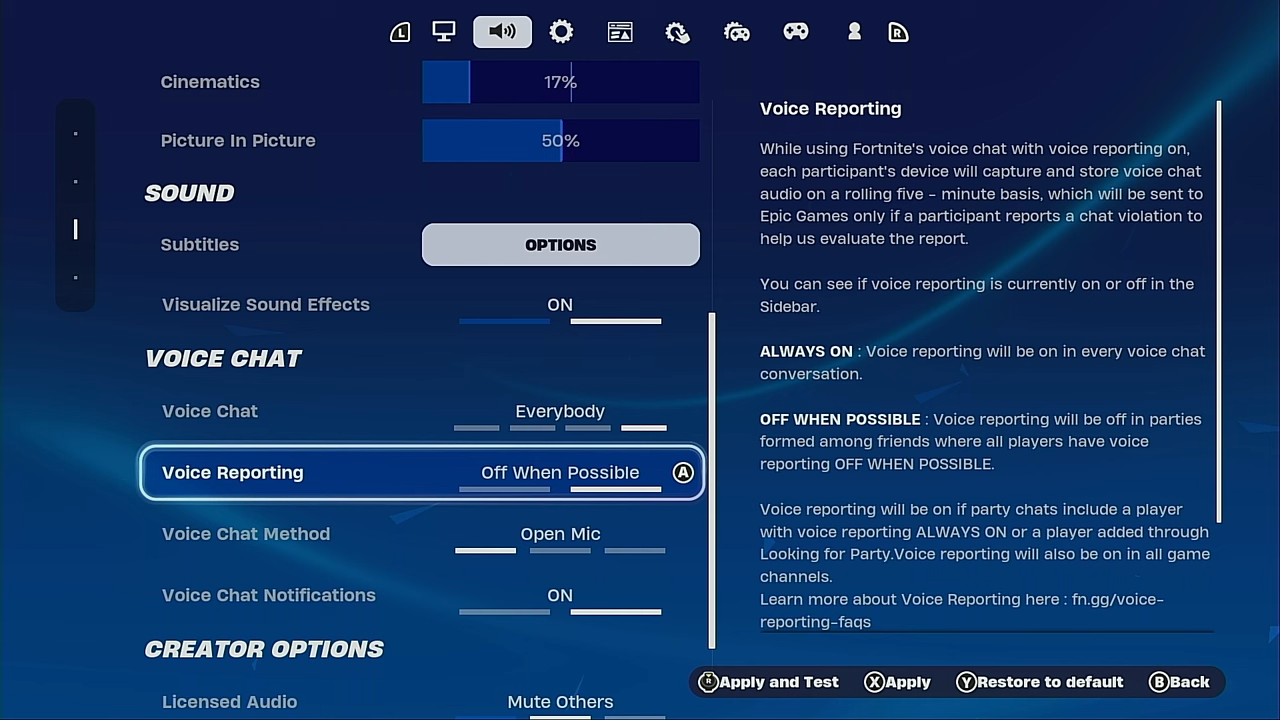 L
R
Cinematics
17%
Picture In Picture
50%
SOUND
Subtitles
OPTIONS
Visualize Sound Effects
ON
VOICE CHAT
Voice Chat
Everybody
Voice Reporting
Off When Possible
A
Voice Chat Method
Open Mic
Voice Chat Notifications
ON
CREATOR OPTIONS
Licensed Audio
Mute Others
Voice Reporting
While using Fortnite's voice chat with voice reporting on,
each participant's device will capture and store voice chat
audio on a rolling five - minute basis, which will be sent to
Epic Games only if a participant reports a chat violation to
help us evaluate the report.
You can see if voice reporting is currently on or off in the
Sidebar.
ALWAYS ON : Voice reporting will be on in every voice chat
conversation.
OFF WHEN POSSIBLE : Voice reporting will be off in parties
formed among friends where all players have voice
reporting OFF WHEN POSSIBLE.
Voice reporting will be on if party chats include a player
with voice reporting ALWAYS ON or a player added through
Looking for Party.Voice reporting will also be on in all game
channels.
Learn more about Voice Reporting here : fn.gg/voice-
reporting-faqs
R Apply and Test
X Apply
Y Restore to default
B Back